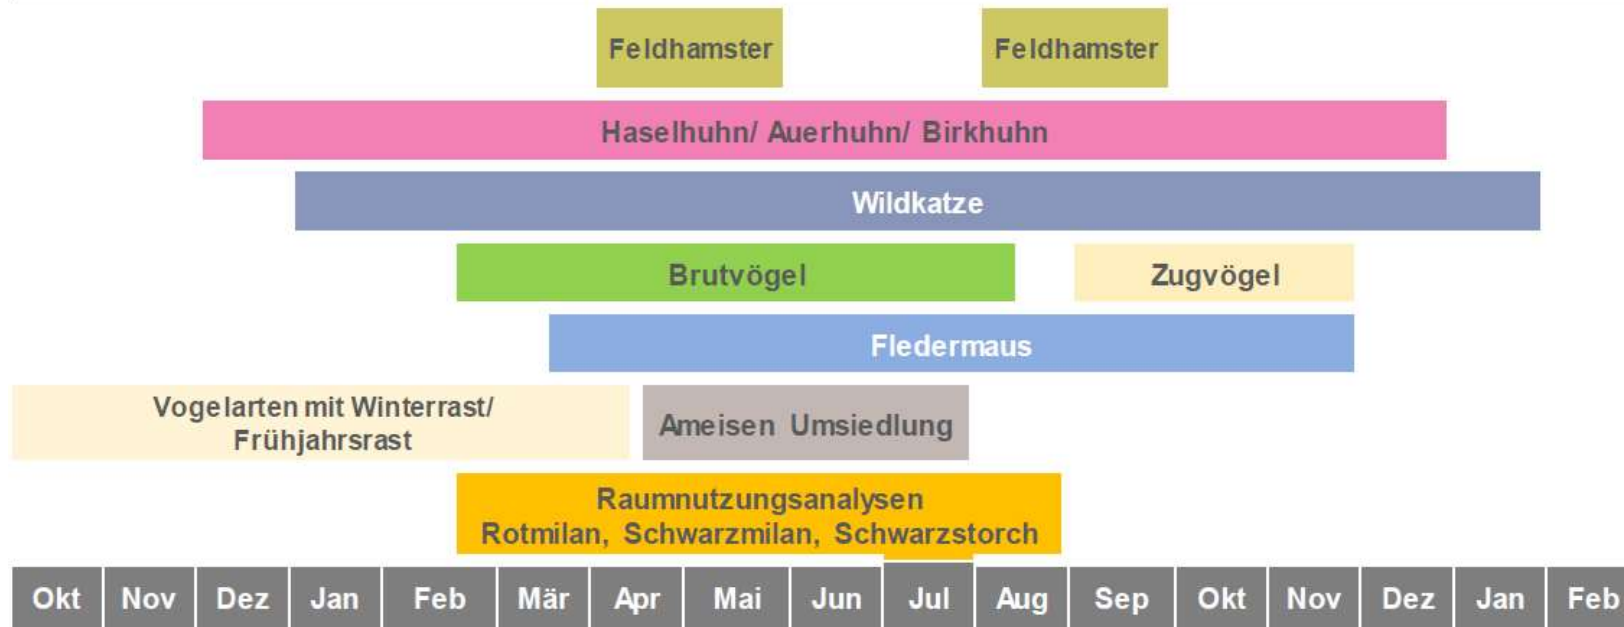 Feldhamster Feldhamster
Haselhuhn/ Auerhuhn/ Birkhuhn
Wildkatze
Brutvögel Zugvögel
Fledermaus
Vogelarten mit Winterrast/
Frühjahrsrast
Ameisen Umsiedlung
Raumnutzungsanalysen
Rotmilan, Schwarzmilan, Schwarzstorch
Okt Nov Dez Jan Feb Mär Apr Mai Jun Jul Aug Sep Okt Nov Dez Jan Feb